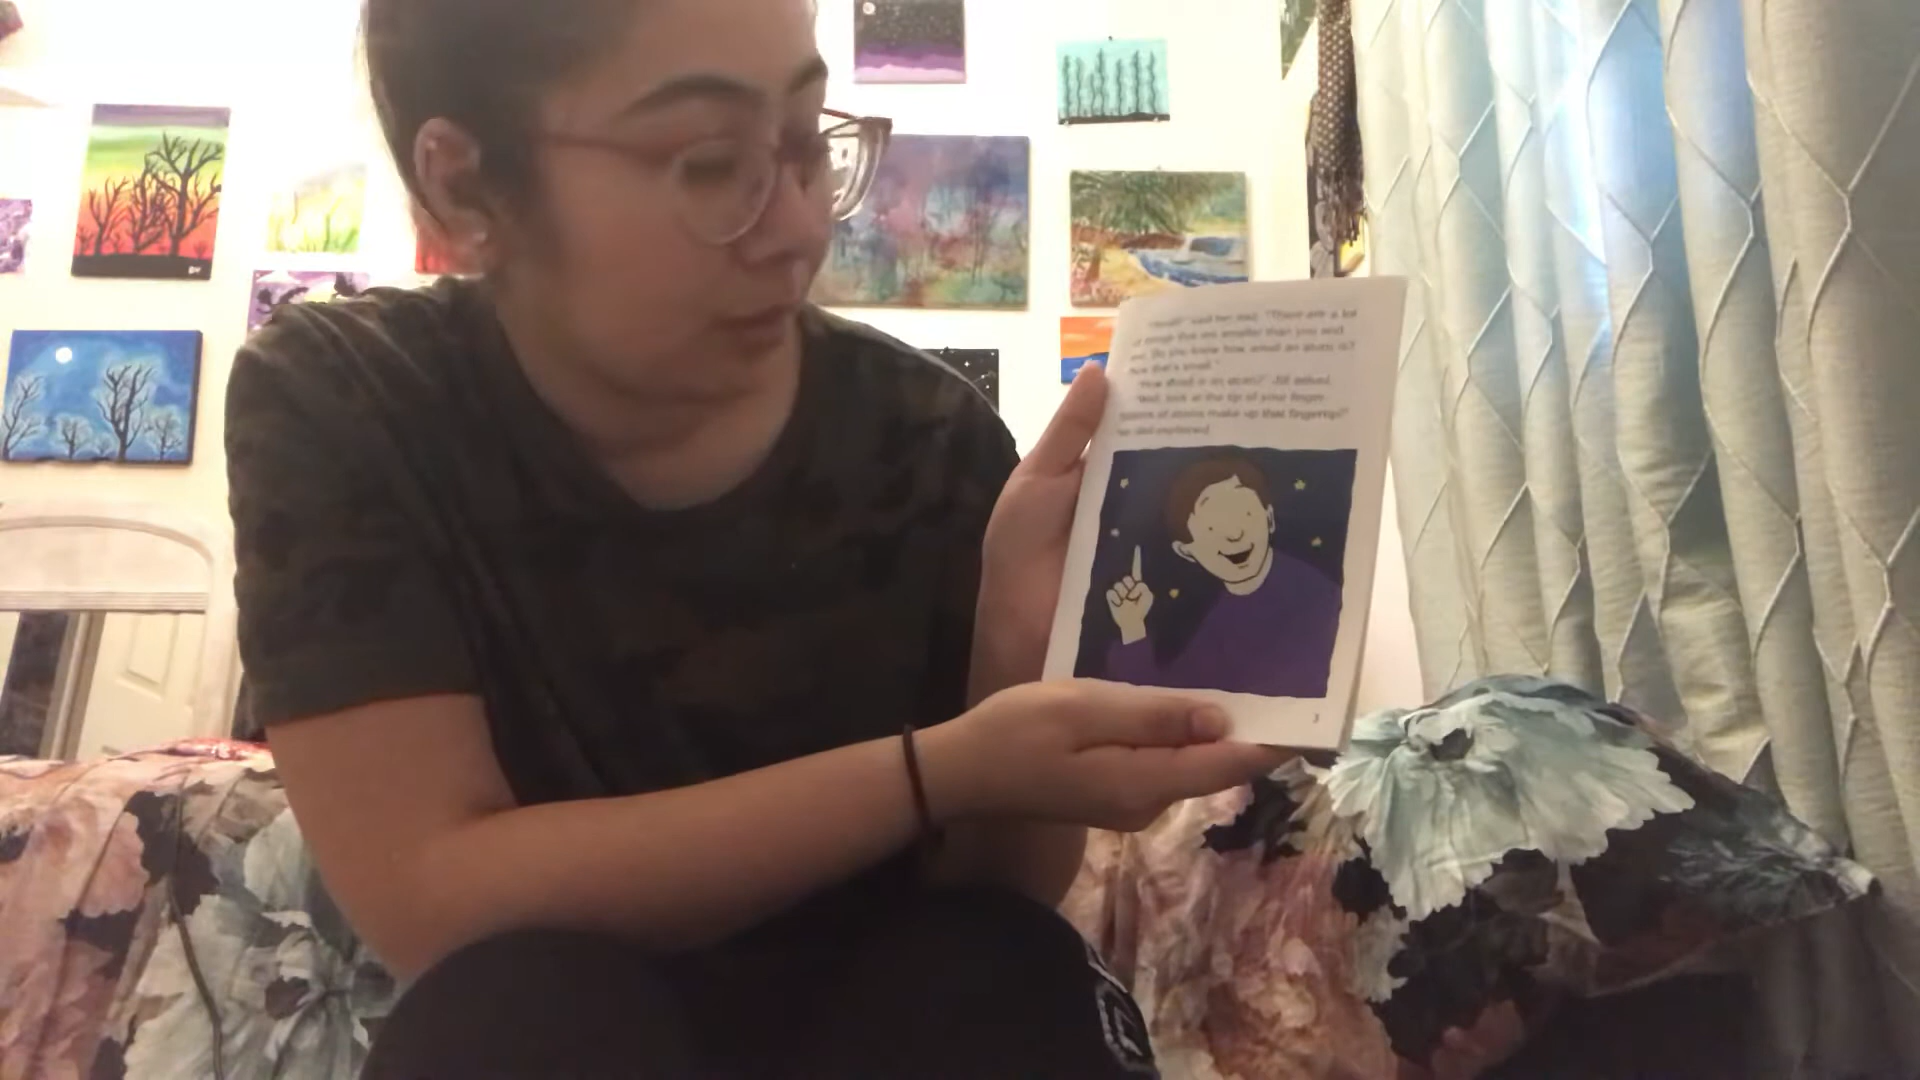 "Small?" said her dad. "There are a lot
of things that are smaller than you and
me. Do you know how small an atom is?
Now that's small."
"How small is an atom?" Jill asked.
"Well, look at the tip of your finger.
of atoms make up that fingertip!"
her dad explained.
3